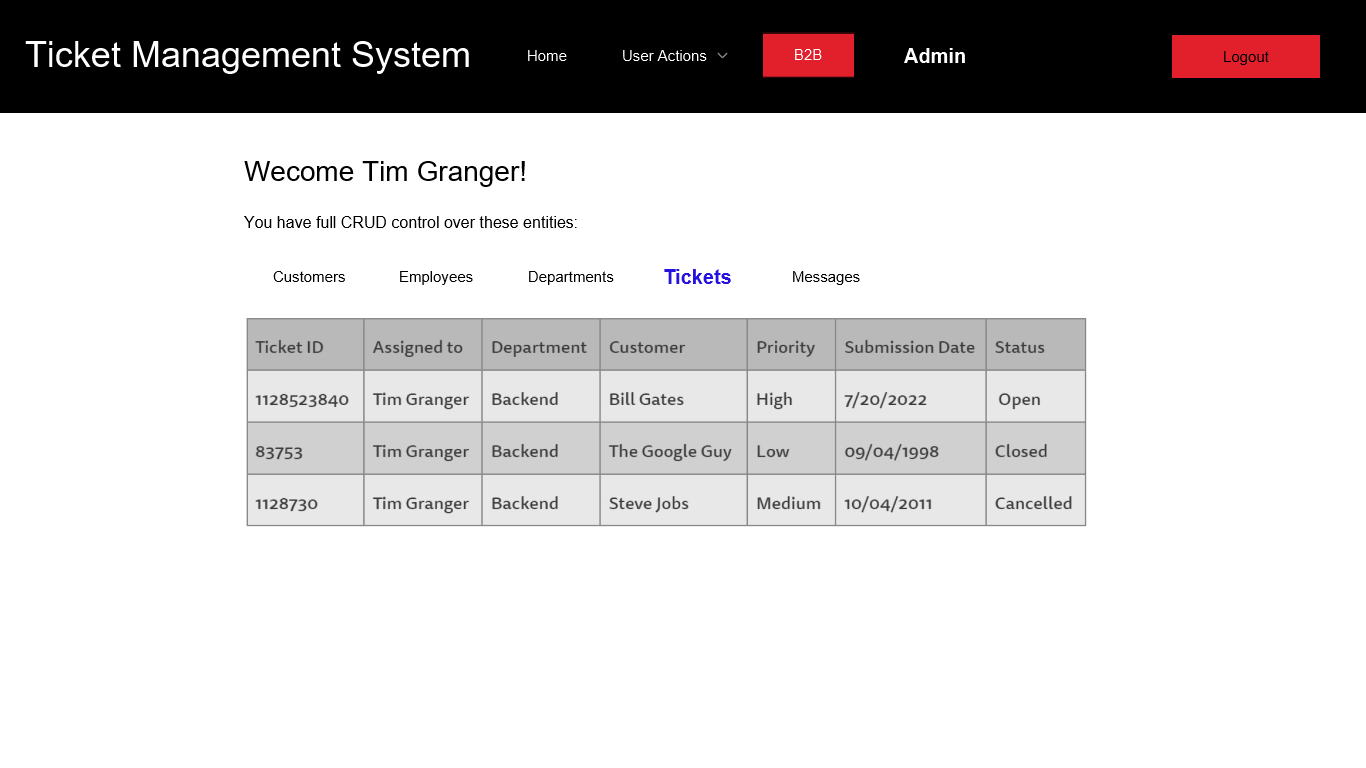 Ticket Management System Home User Actions B2B Admin Logout
Wecome Tim Granger!
You have full CRUD control over these entities:
Customers Employees Departments Tickets Messages
Ticket ID Assigned to Department Customer Priority Submission Date Status
1128523840 Tim Granger Backend Bill Gates High 7/20/2022 Open
83753 Tim Granger Backend The Google Guy Low 09/04/1998 Closed
1128730 Tim Granger Backend Steve Jobs Medium 10/04/2011 Cancelled